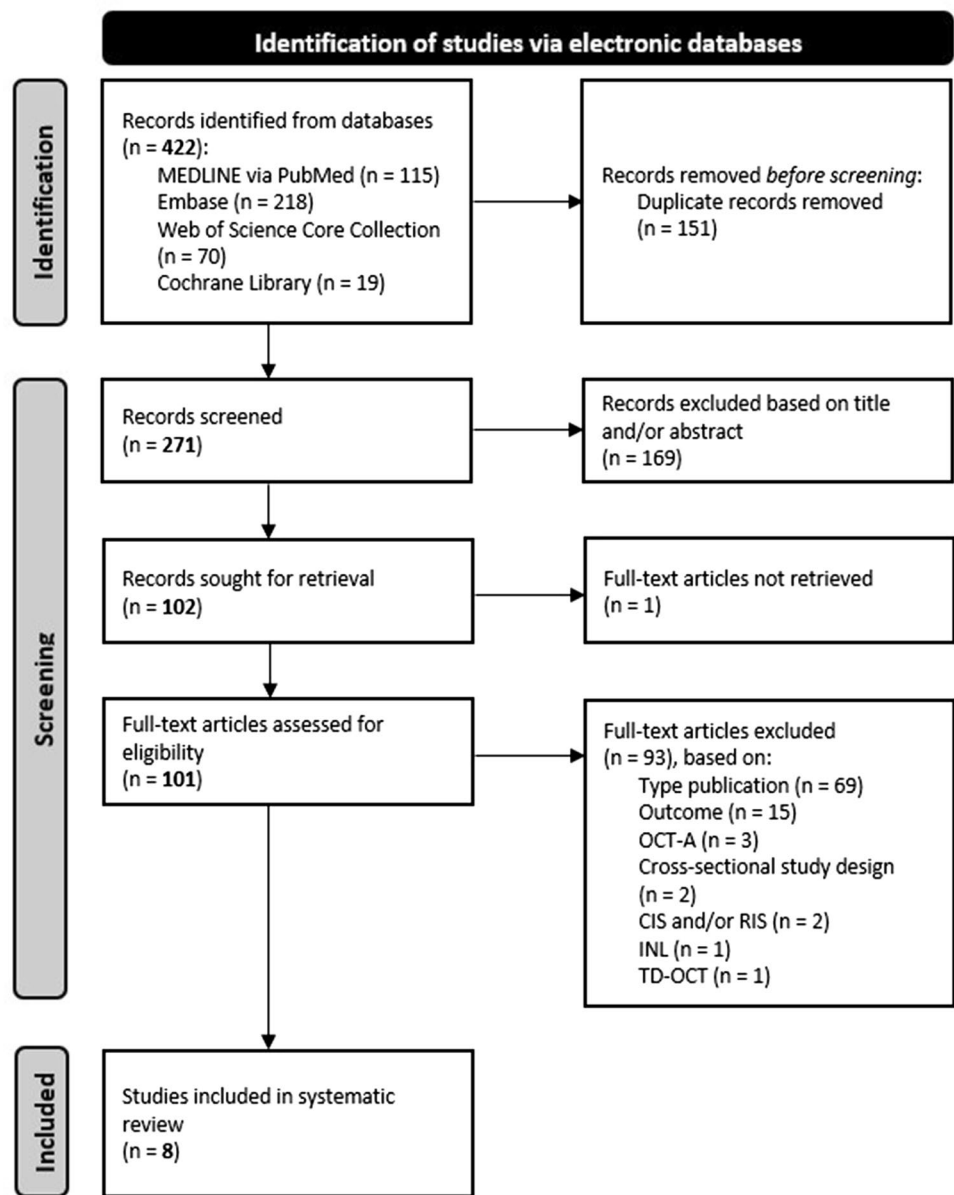 Identification of studies via electronic databases
Identification
Records identified from databases
(n = 422):
MEDLINE via PubMed (n = 115)
Embase (n = 218)
Web of Science Core Collection
(n = 70)
Cochrane Library (n = 19)
Records removed before screening:
Duplicate records removed
(n = 151)
Screening
Records screened
(n = 271)
Records excluded based on title
and/or abstract
(n = 169)
Records sought for retrieval
(n = 102)
Full-text articles not retrieved
(n = 1)
Full-text articles assessed for
eligibility
(n = 101)
Full-text articles excluded
(n = 93), based on:
Type publication (n = 69)
Outcome (n = 15)
OCT-A (n = 3)
Cross-sectional study design
(n = 2)
CIS and/or RIS (n = 2)
INL (n = 1)
TD-OCT (n = 1)
Included
Studies included in systematic
review
(n = 8)